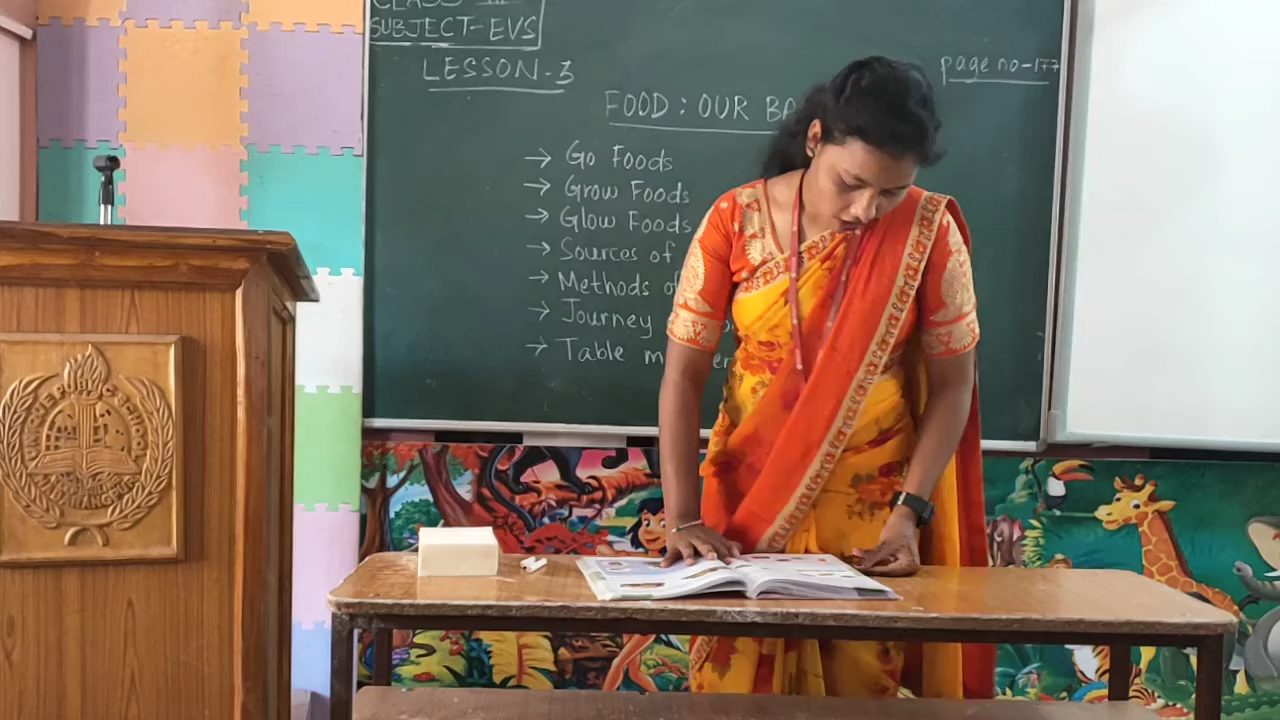 SUBJECT-EVS
LESSON-3
page no-177
FOOD: OUR
→ Go Foods
→ Grow Foods
→ Glow Foods
→ Sources of
→ Methods of
→ Journey
→ Table